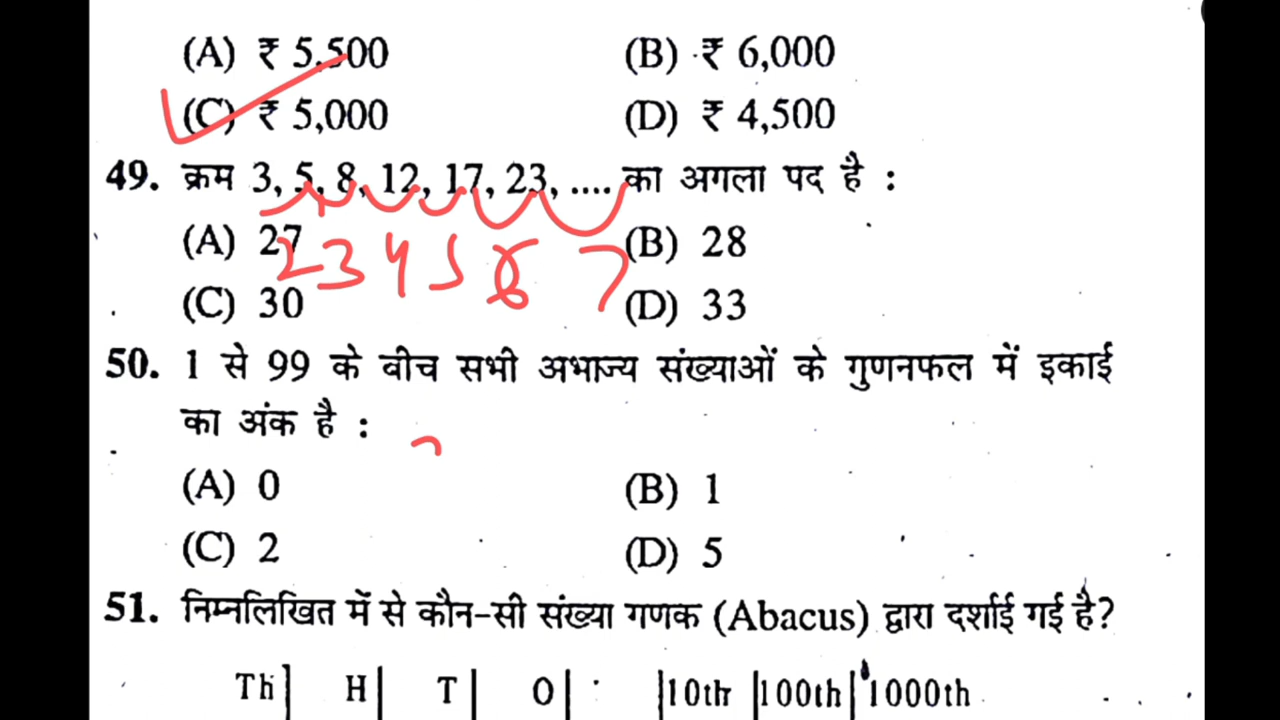 (A) ₹ 5,500 (B) ₹ 6,000
(C) ₹ 5,000 (D) ₹ 4,500
49. क्रम 3, 5, 8, 12, 17, 23, .... का अगला पद है :
(A) 27 (B) 28
2 3 4 5 6 7
(C) 30 (D) 33
50. 1 से 99 के बीच सभी अभाज्य संख्याओं के गुणनफल में इकाई
का अंक है :
(A) 0 (B) 1
(C) 2 (D) 5
51. निम्नलिखित में से कौन-सी संख्या गणक (Abacus) द्वारा दर्शाई गई है?
Th H T O 10th 100th 1000th